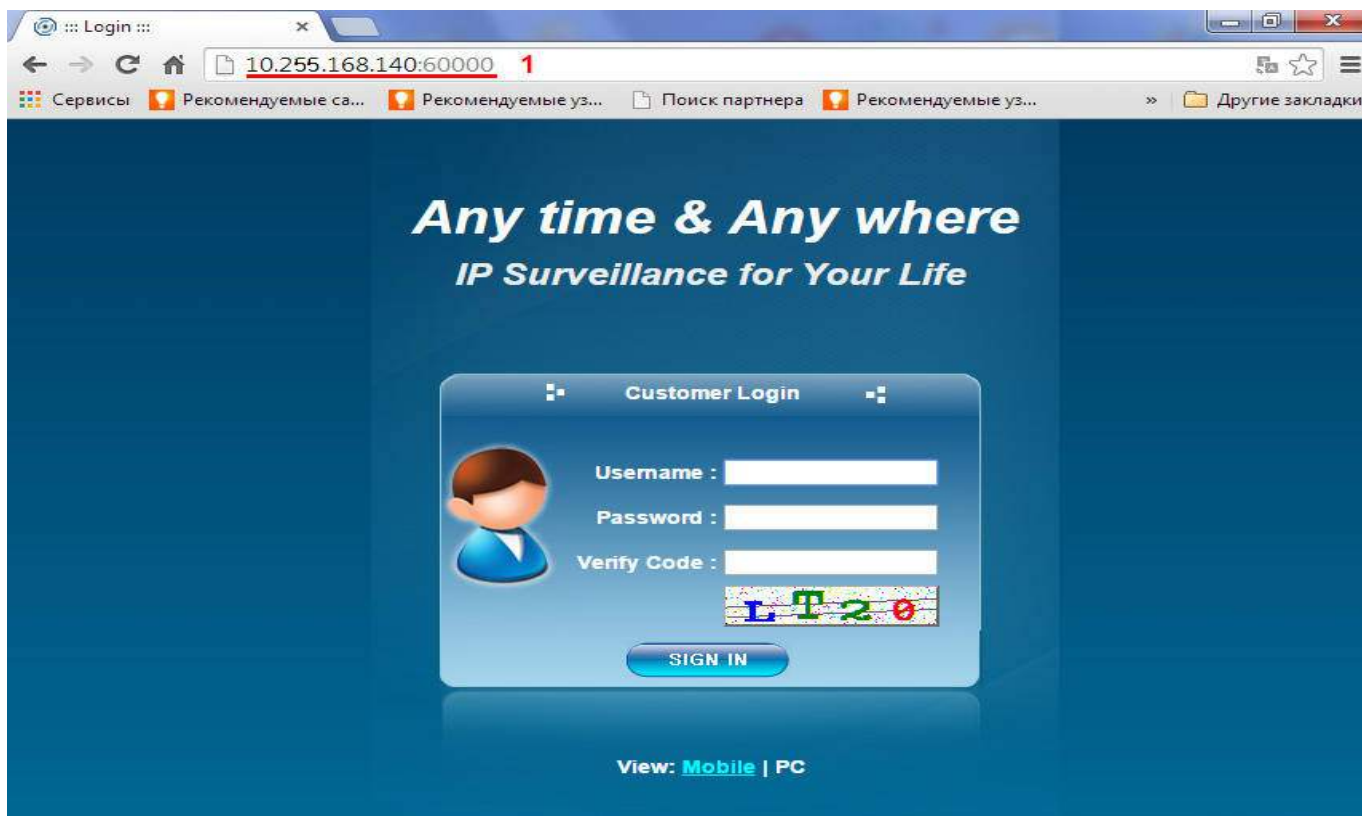 ::: Login :::
10.255.168.140:60000 1
Сервисы Рекомендуемые са... Рекомендуемые уз... Поиск партнера Рекомендуемые уз... » Другие закладки
Any time & Any where
IP Surveillance for Your Life
Customer Login
Username :
Password :
Verify Code :
LT20
SIGN IN
View: Mobile | PC